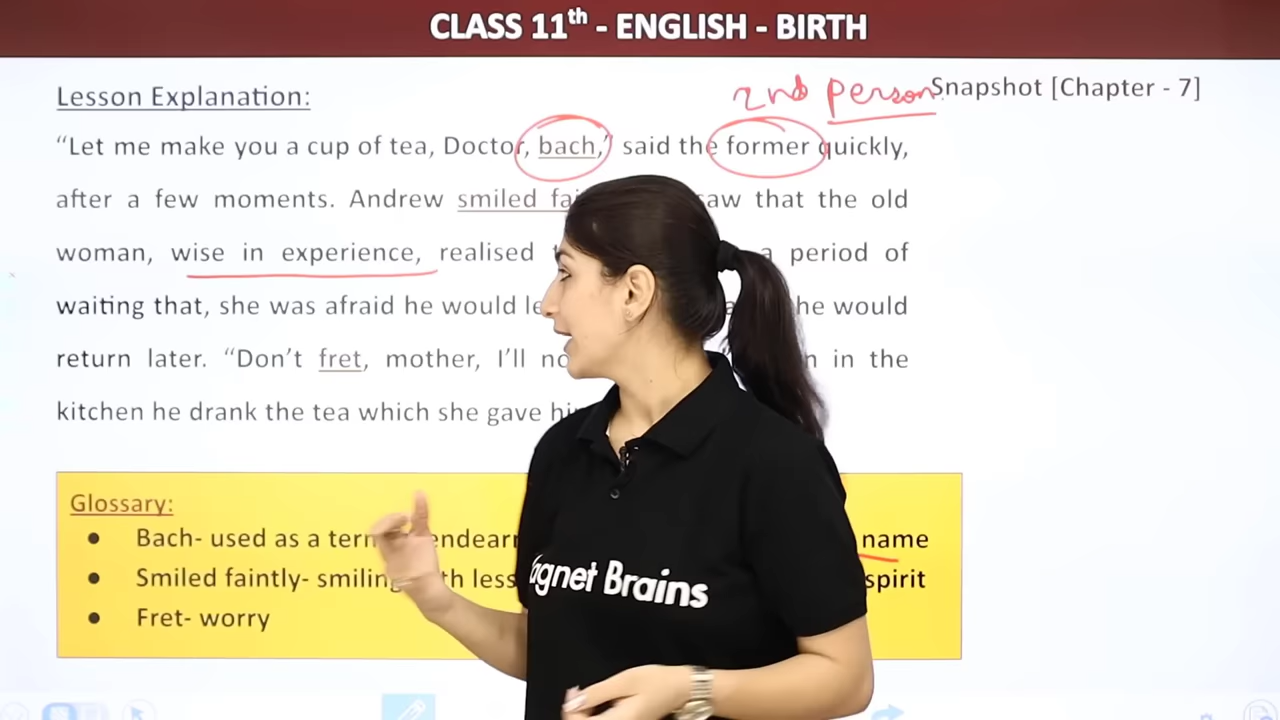 CLASS 11th - ENGLISH - BIRTH
Snapshot [Chapter - 7]
2nd person
Lesson Explanation:
“Let me make you a cup of tea, Doctor, bach,” said the former quickly,
after a few moments. Andrew smiled saw that the old
woman, wise in experience, realised a period of
waiting that, she was afraid he would he would
return later. “Don’t fret, mother, I’ll in the
kitchen he drank the tea which she gave
Glossary:
Bach- used as a name
Smiled faintly- smiling less spirit
Fret- worry
agnet Brains